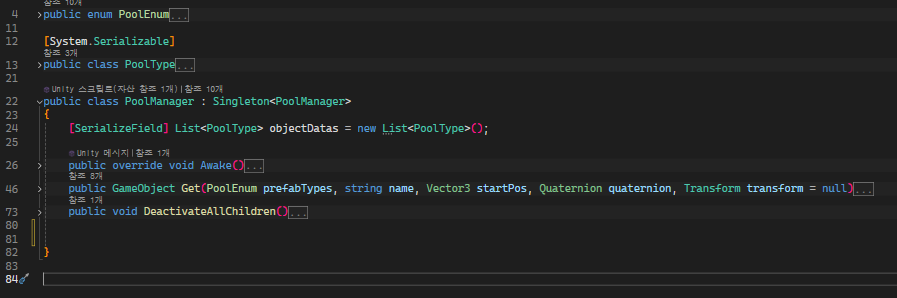 참조 10개
4 public enum PoolEnum...
11
12 [System.Serializable]
참조 3개
13 public class PoolType...
21
Unity 스크립트(자산 참조 1개)|참조 10개
22 public class PoolManager : Singleton<PoolManager>
23 {
24 [SerializeField] List<PoolType> objectDatas = new List<PoolType>();
25
Unity 메시지|참조 1개
26 public override void Awake()...
참조 8개
46 public GameObject Get(PoolEnum prefabTypes, string name, Vector3 startPos, Quaternion quaternion, Transform transform = null)...
참조 1개
73 public void DeactivateAllChildren()...
80
81
82 }
83
84